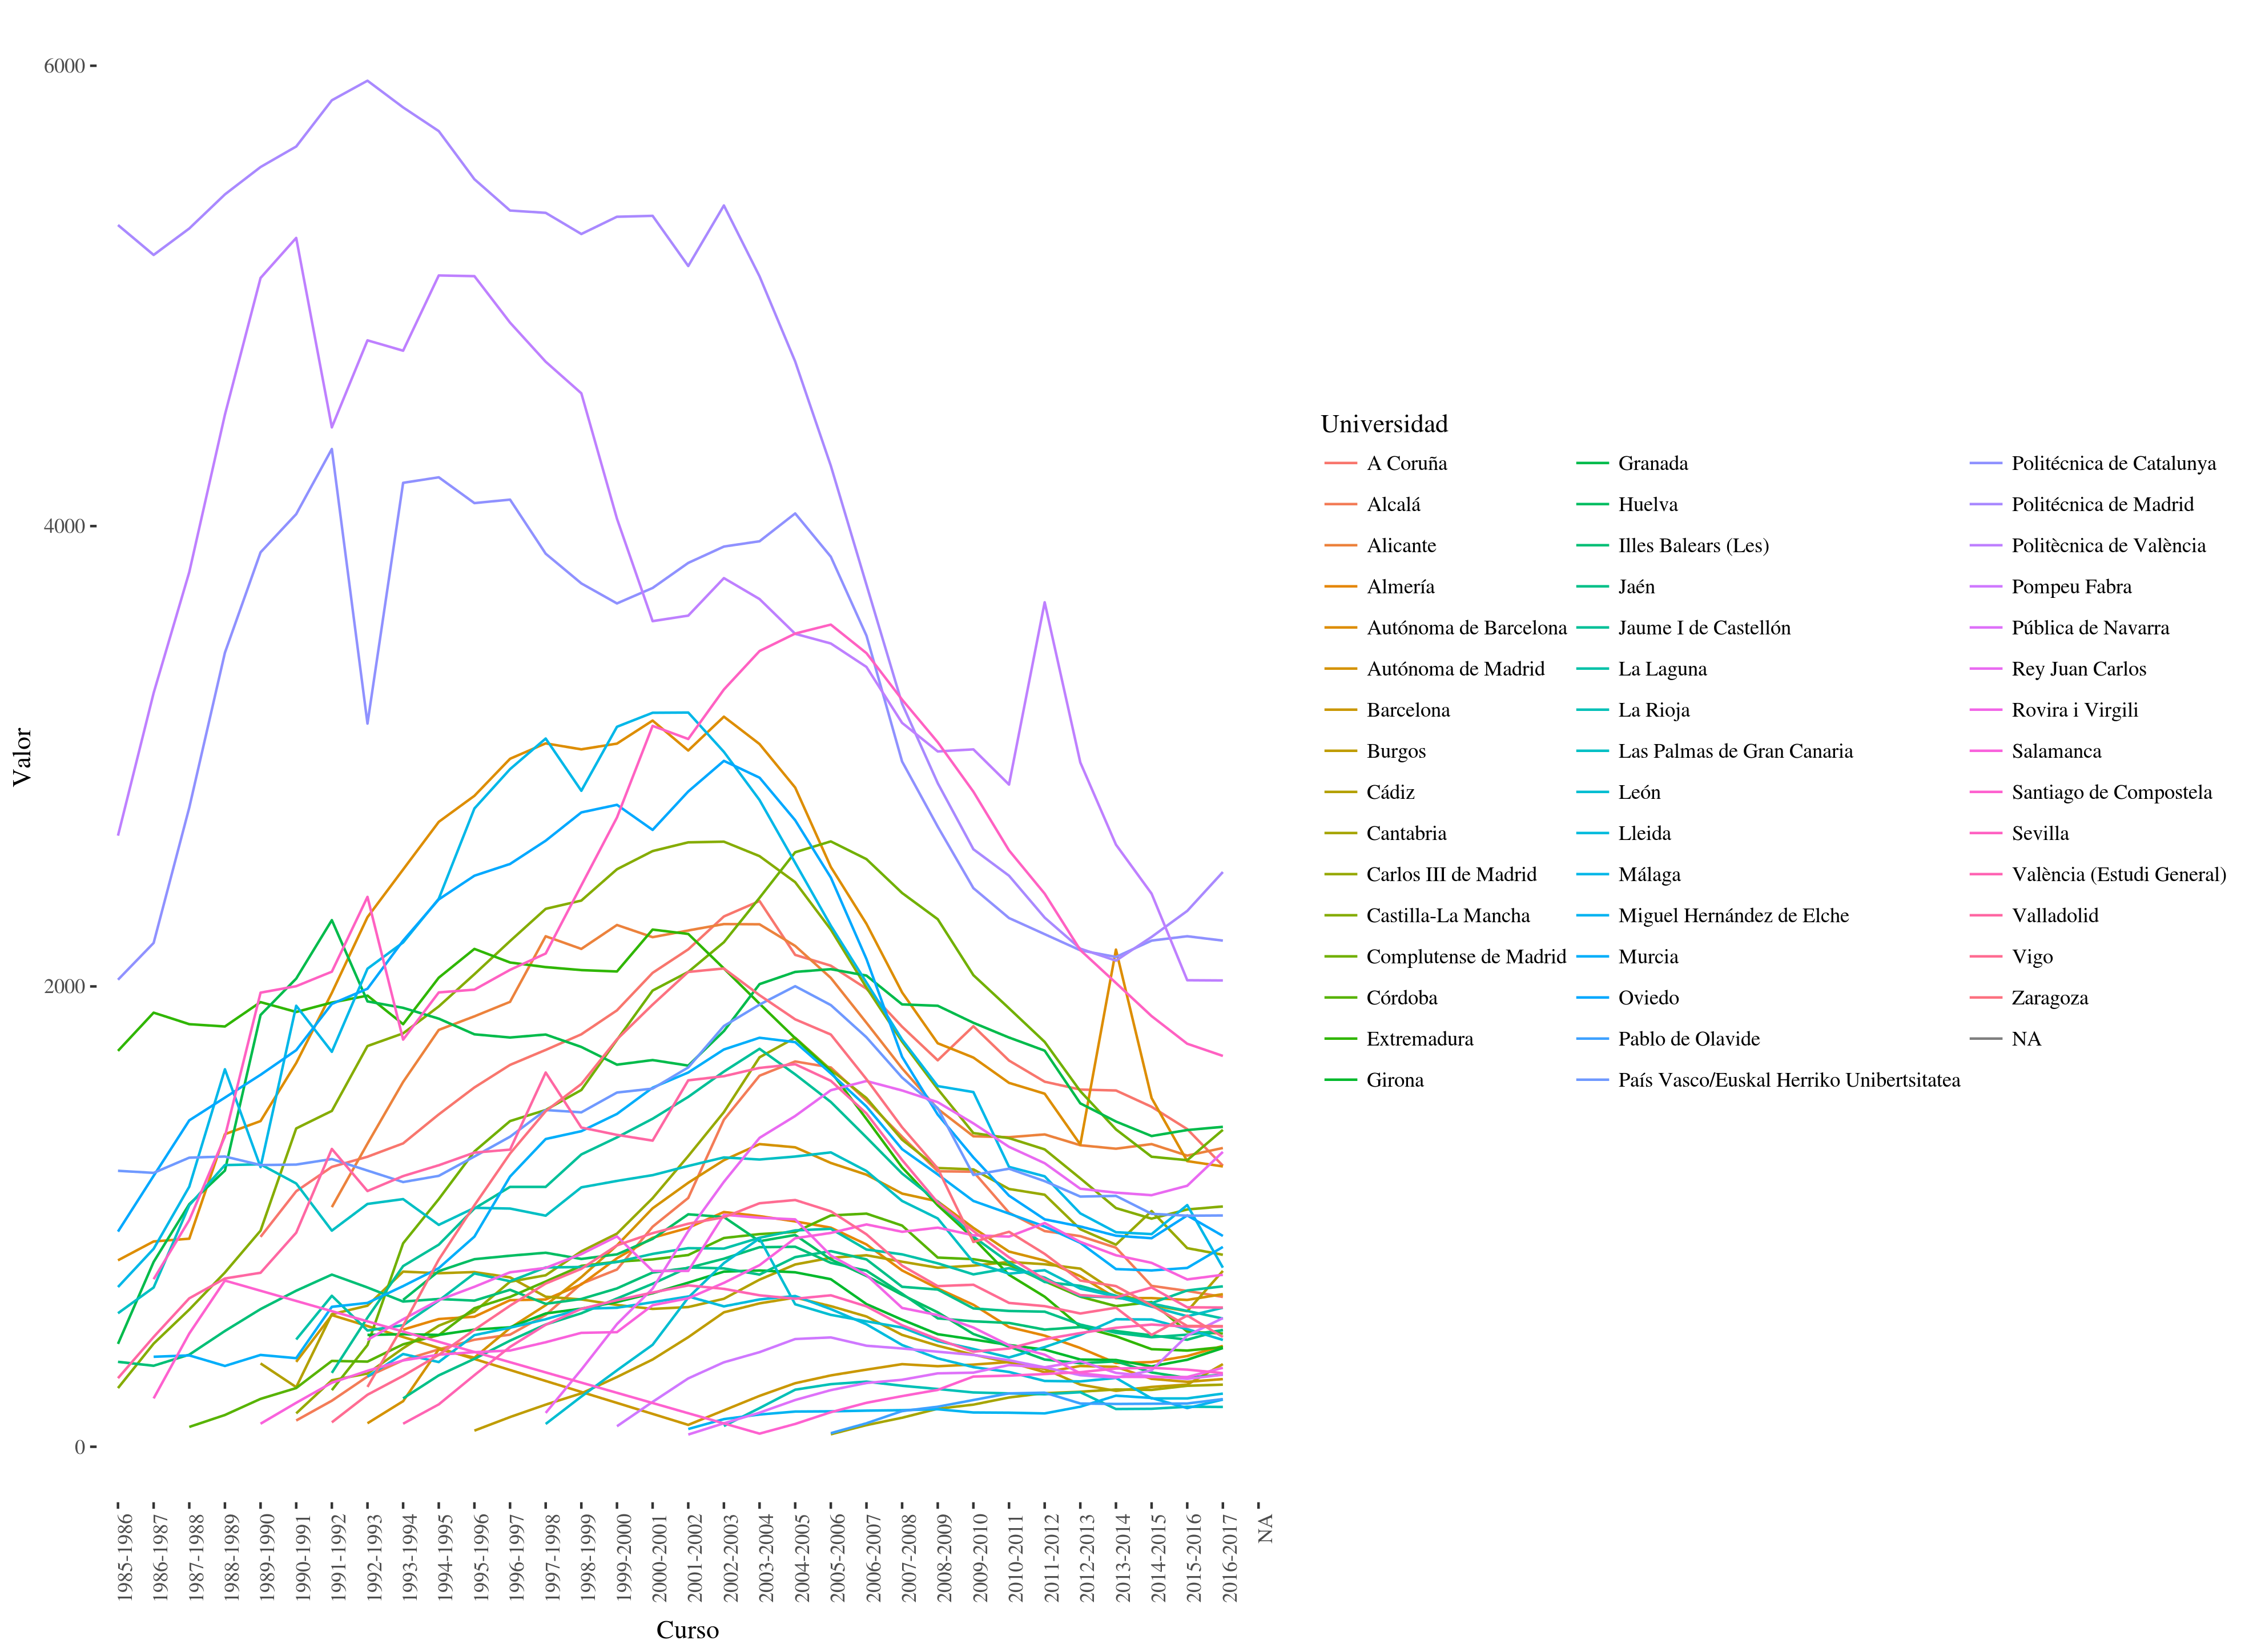 6000
4000
2000
0
Valor
1985-1986
1986-1987
1987-1988
1988-1989
1989-1990
1990-1991
1991-1992
1992-1993
1993-1994
1994-1995
1995-1996
1996-1997
1997-1998
1998-1999
1999-2000
2000-2001
2001-2002
2002-2003
2003-2004
2004-2005
2005-2006
2006-2007
2007-2008
2008-2009
2009-2010
2010-2011
2011-2012
2012-2013
2013-2014
2014-2015
2015-2016
2016-2017
NA
Curso
Universidad
A Coruña
Alcalá
Alicante
Almería
Autónoma de Barcelona
Autónoma de Madrid
Barcelona
Burgos
Cádiz
Cantabria
Carlos III de Madrid
Castilla-La Mancha
Complutense de Madrid
Córdoba
Extremadura
Girona
Granada
Huelva
Illes Balears (Les)
Jaén
Jaume I de Castellón
La Laguna
La Rioja
Las Palmas de Gran Canaria
León
Lleida
Málaga
Miguel Hernández de Elche
Murcia
Oviedo
Pablo de Olavide
País Vasco/Euskal Herriko Unibertsitatea
Politécnica de Catalunya
Politécnica de Madrid
Politècnica de València
Pompeu Fabra
Pública de Navarra
Rey Juan Carlos
Rovira i Virgili
Salamanca
Santiago de Compostela
Sevilla
València (Estudi General)
Valladolid
Vigo
Zaragoza
NA